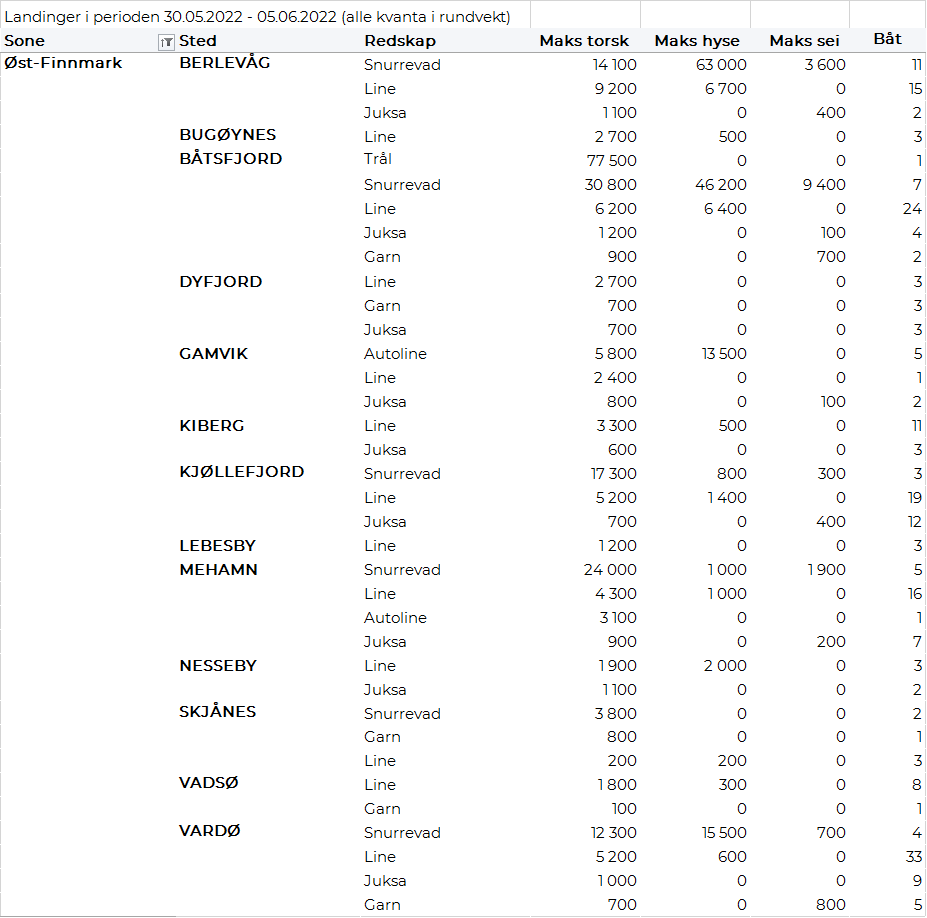 Landinger i perioden 30.05.2022 - 05.06.2022 (alle kvanta i rundvekt)
Sone Sted Redskap Maks torsk Maks hyse Maks sei Båt
Øst-Finnmark BERLEVÅG Snurrevad 14 100 63 000 3 600 11
Line 9 200 6 700 0 15
Juksa 1 100 0 400 2
BUGØYNES Line 2 700 500 0 3
BÅTSFJORD Trål 77 500 0 0 1
Snurrevad 30 800 46 200 9 400 7
Line 6 200 6 400 0 24
Juksa 1 200 0 100 4
Garn 900 0 700 2
DYFJORD Line 2 700 0 0 3
Garn 700 0 0 3
Juksa 700 0 0 3
GAMVIK Autoline 5 800 13 500 0 5
Line 2 400 0 0 1
Juksa 800 0 100 2
KIBERG Line 3 300 500 0 11
Juksa 600 0 0 3
KJØLLEFJORD Snurrevad 17 300 800 300 3
Line 5 200 1 400 0 19
Juksa 700 0 400 12
LEBESBY Line 1 200 0 0 3
MEHAMN Snurrevad 24 000 1 000 1 900 5
Line 4 300 1 000 0 16
Autoline 3 100 0 0 1
Juksa 900 0 200 7
NESSEBY Line 1 900 2 000 0 3
Juksa 1 100 0 0 2
SKJÅNES Snurrevad 3 800 0 0 2
Garn 800 0 0 1
Line 200 200 0 3
VADSØ Line 1 800 300 0 8
Garn 100 0 0 1
VARDØ Snurrevad 12 300 15 500 700 4
Line 5 200 600 0 33
Juksa 1 000 0 0 9
Garn 700 0 800 5